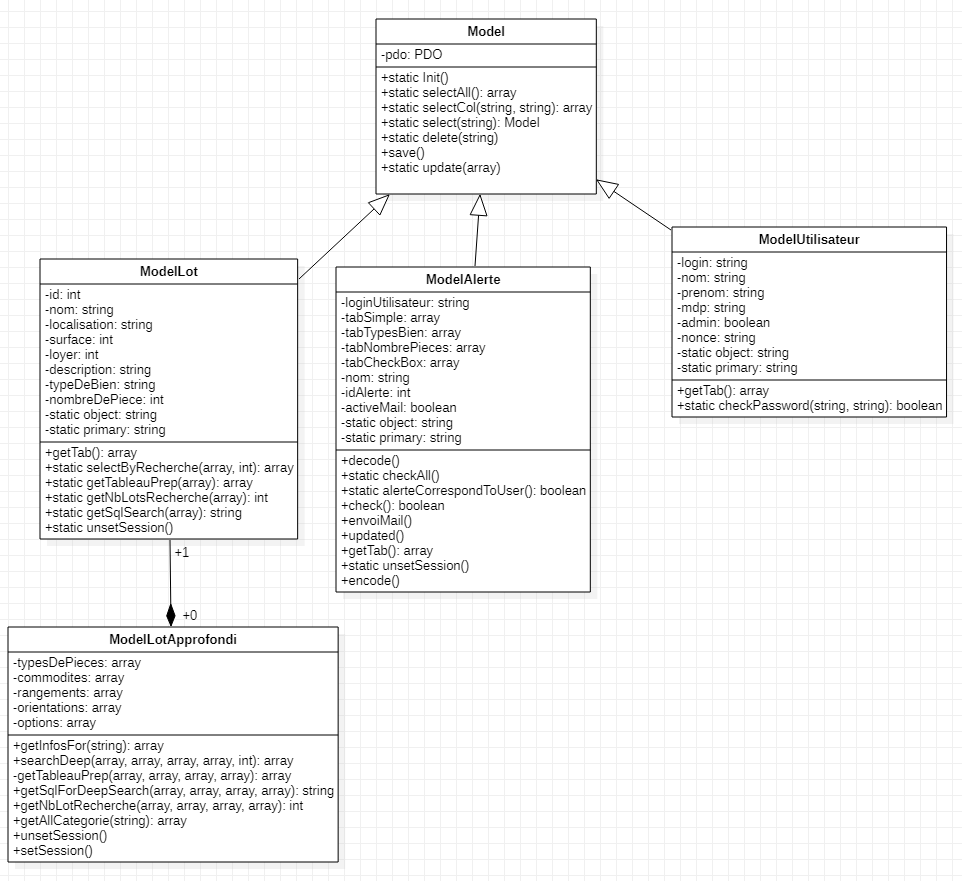 Model
-pdo: PDO
+static Init()
+static selectAll(): array
+static selectCol(string, string): array
+static select(string): Model
+static delete(string)
+save()
+static update(array)
ModelLot
-id: int
-nom: string
-localisation: string
-surface: int
-loyer: int
-description: string
-typeDeBien: string
-nombreDePiece: int
-static object: string
-static primary: string
+getTab(): array
+static selectByRecherche(array, int): array
+static getTableauPrep(array): array
+static getNbLotsRecherche(array): int
+static getSqlSearch(array): string
+static unsetSession()
ModelAlerte
-loginUtilisateur: string
-tabSimple: array
-tabTypesBien: array
-tabNombrePieces: array
-tabCheckBox: array
-nom: string
-idAlerte: int
-activeMail: boolean
-static object: string
-static primary: string
+decode()
+static checkAll()
+static alerteCorrespondToUser(): boolean
+check(): boolean
+envoiMail()
+updated()
+getTab(): array
+static unsetSession()
+encode()
ModelUtilisateur
-login: string
-nom: string
-prenom: string
-mdp: string
-admin: boolean
-nonce: string
-static object: string
-static primary: string
+getTab(): array
+static checkPassword(string, string): boolean
+1
+0
ModelLotApprofondi
-typesDePieces: array
-commodites: array
-rangements: array
-orientations: array
-options: array
+getInfosFor(string): array
+searchDeep(array, array, array, array, int): array
-getTableauPrep(array, array, array, array): array
+getSqlForDeepSearch(array, array, array, array): string
+getNbLotRecherche(array, array, array, array): int
+getAllCategorie(string): array
+unsetSession()
+setSession()